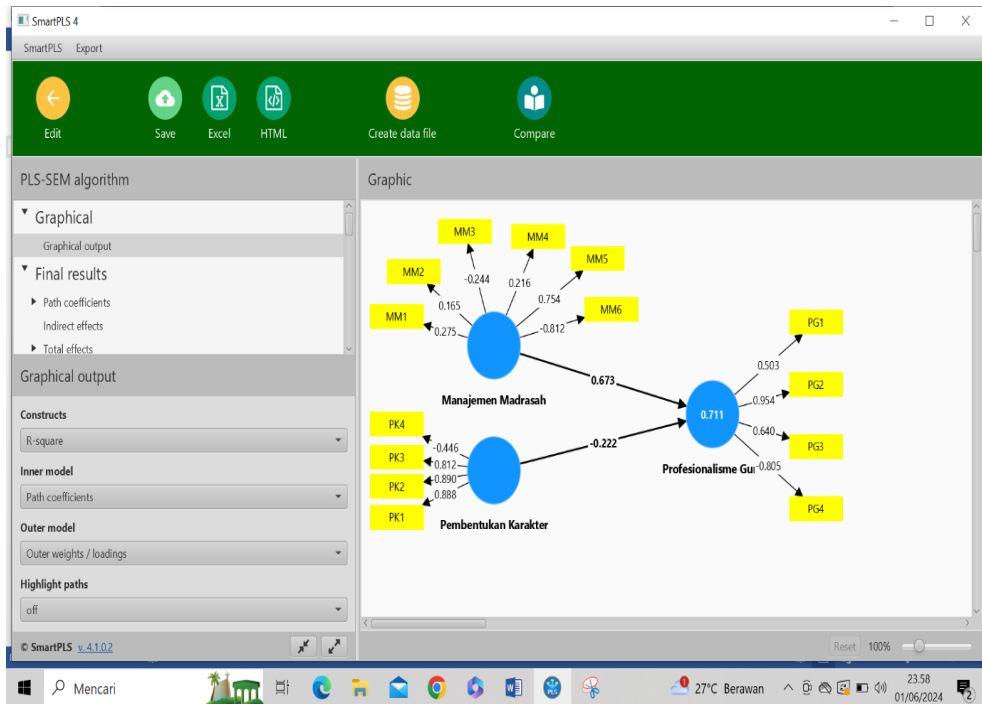 SmartPLS 4
SmartPLS Export
Edit Save Excel HTML Create data file Compare
PLS-SEM algorithm
Graphical
Graphical output
Final results
Path coefficients
Indirect effects
Total effects
Graphical output
Constructs
R-square
Inner model
Path coefficients
Outer model
Outer weights / loadings
Highlight paths
off
© SmartPLS v. 4.1.0.2
Graphic
MM3
MM4
MM2
MM5
MM1
MM6
-0.244
0.216
0.165
0.754
0.275
-0.812
Manajemen Madrasah
0.673
PG1
0.503
PG2
0.954
0.711
0.640
PG3
Profesionalisme Gu
-0.805
PG4
PK4
-0.446
PK3
0.812
PK2
0.890
0.888
PK1
-0.222
Pembentukan Karakter
Reset 100%
Mencari
27°C Berawan
23.58
01/06/2024
2